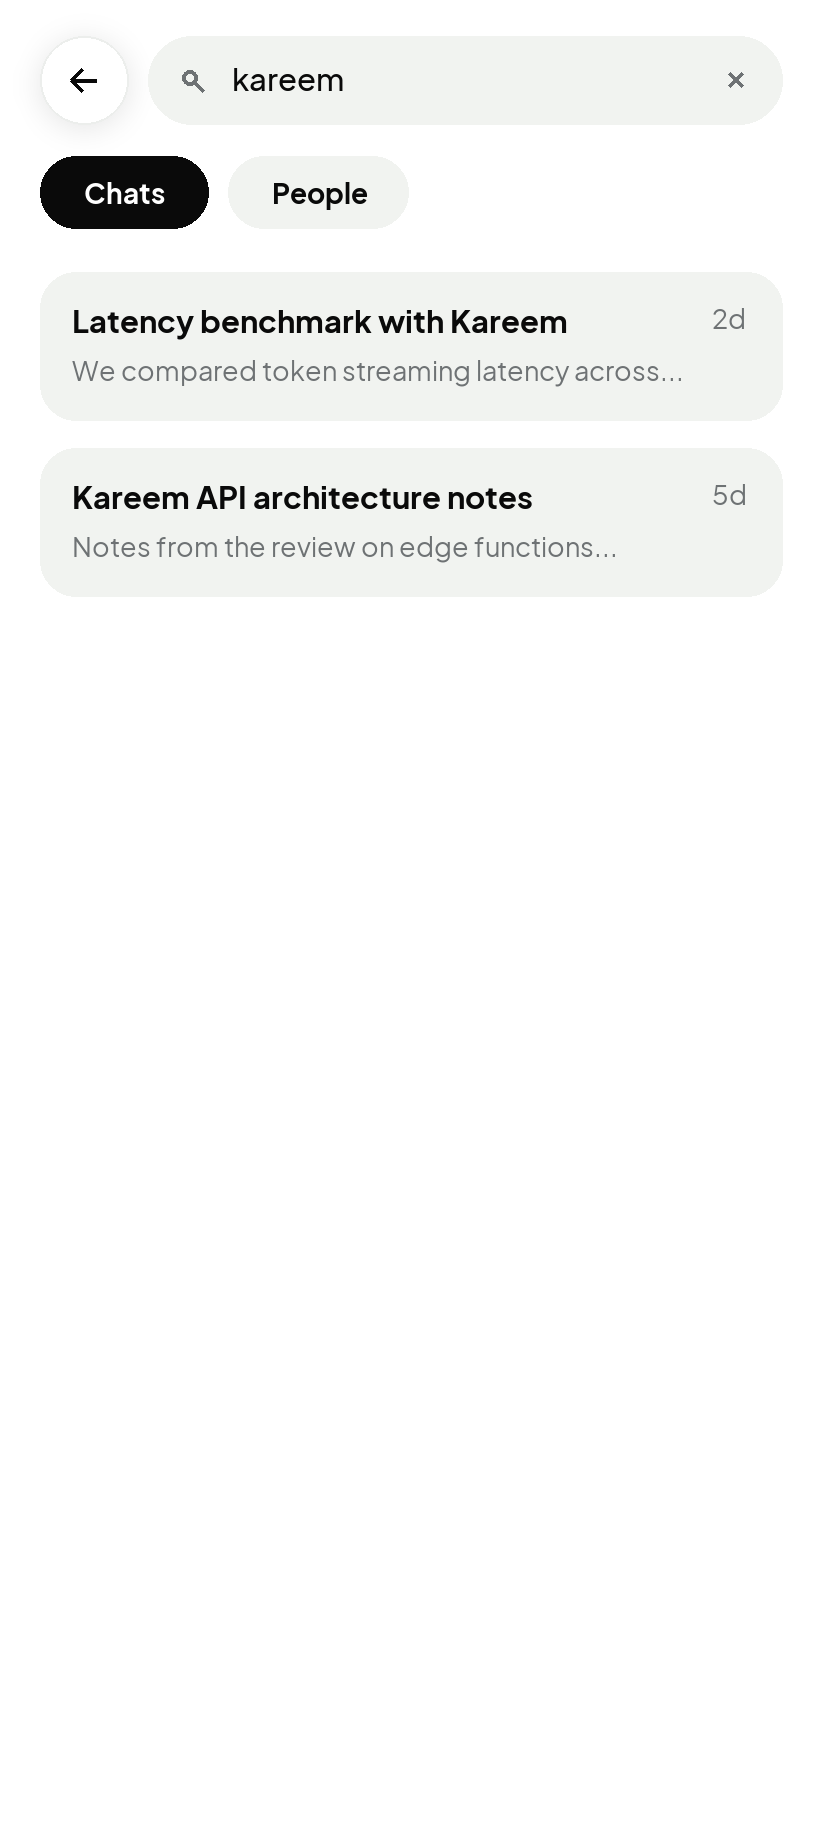 kareem
Chats
People
Latency benchmark with Kareem
2d
We compared token streaming latency across...
Kareem API architecture notes
5d
Notes from the review on edge functions...